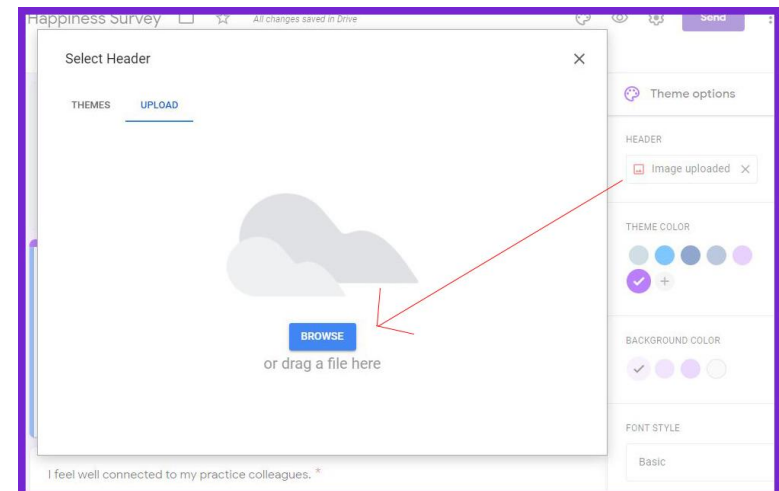 Happiness Survey
All changes saved in Drive
Send
Select Header
THEMES UPLOAD
BROWSE
or drag a file here
I feel well connected to my practice colleagues. *
Theme options
HEADER
Image uploaded
THEME COLOR
BACKGROUND COLOR
FONT STYLE
Basic